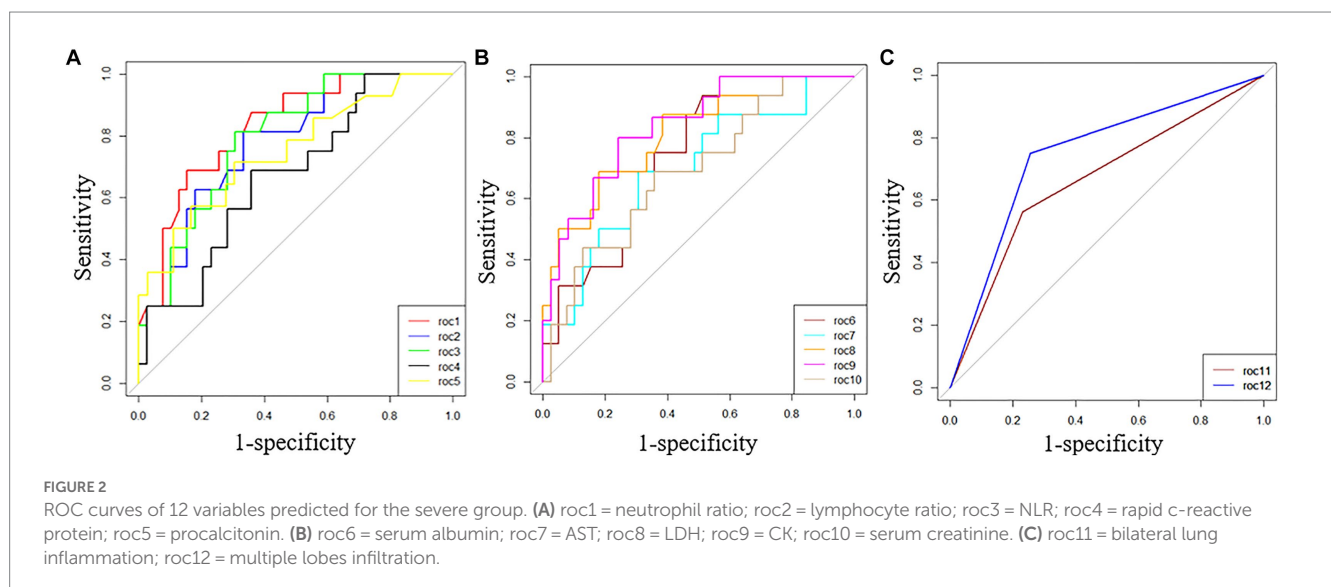 A
B
C
Sensitivity
0.0
0.2
0.4
0.6
0.8
1.0
0.0
0.2
0.4
0.6
0.8
1.0
1-specificity
roc1
roc2
roc3
roc4
roc5
Sensitivity
0.0
0.2
0.4
0.6
0.8
1.0
0.0
0.2
0.4
0.6
0.8
1.0
1-specificity
roc6
roc7
roc8
roc9
roc10
Sensitivity
0.0
0.2
0.4
0.6
0.8
1.0
0.0
0.2
0.4
0.6
0.8
1.0
1-specificity
roc11
roc12
FIGURE 2
ROC curves of 12 variables predicted for the severe group. (A) roc1 = neutrophil ratio; roc2 = lymphocyte ratio; roc3 = NLR; roc4 = rapid c-reactive
protein; roc5 = procalcitonin. (B) roc6 = serum albumin; roc7 = AST; roc8 = LDH; roc9 = CK; roc10 = serum creatinine. (C) roc11 = bilateral lung
inflammation; roc12 = multiple lobes infiltration.